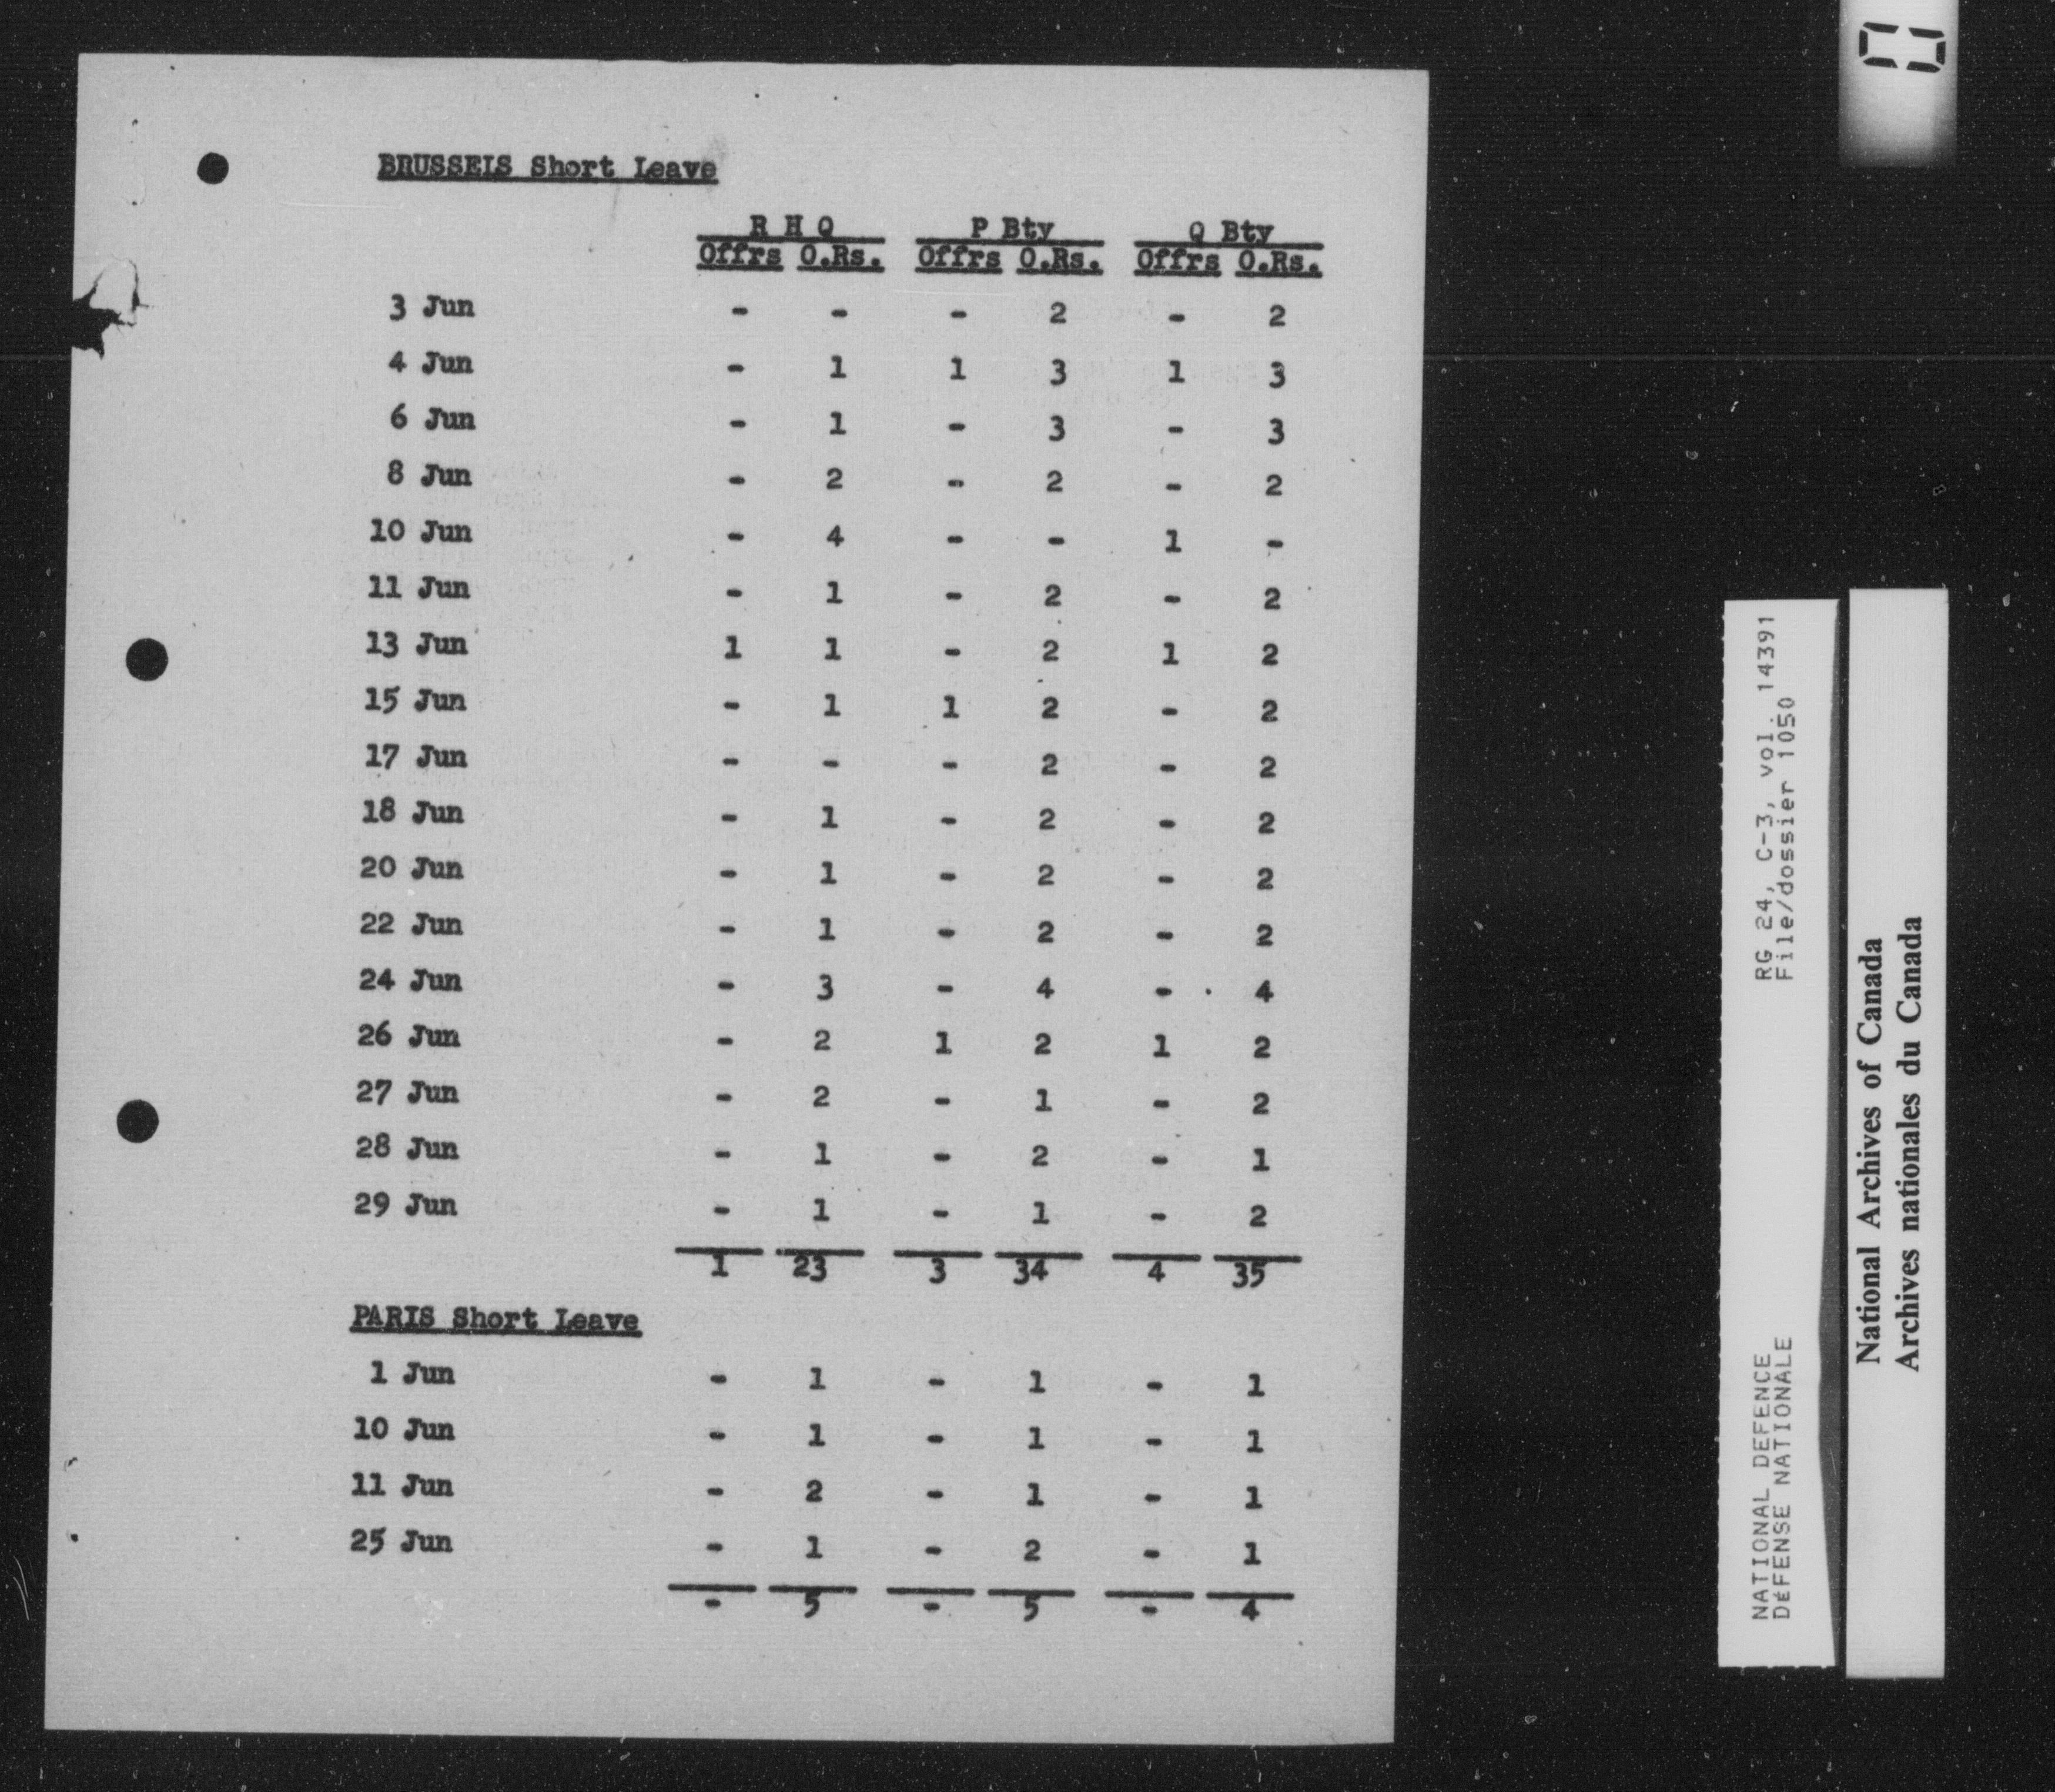 BRUSSELS Short Leave
R H Q P Bty Q Bty
Offrs O.Rs. Offrs O.Rs. Offrs O.Rs.
3 Jun - - - 2 - 2
4 Jun - 1 1 3 1 3
6 Jun - 1 - 3 - 3
8 Jun - 2 - 2 - 2
10 Jun - 4 - - 1 -
11 Jun - 1 - 2 - 2
13 Jun 1 1 - 2 1 2
15 Jun - 1 1 2 - 2
17 Jun - - - 2 - 2
18 Jun - 1 - 2 - 2
20 Jun - 1 - 2 - 2
22 Jun - 1 - 2 - 2
24 Jun - 3 - 4 - 4
26 Jun - 2 1 2 1 2
27 Jun - 2 - 1 - 2
28 Jun - 1 - 2 - 1
29 Jun - 1 - 1 - 2
1 23 3 34 4 35
PARIS Short Leave
1 Jun - 1 - 1 - 1
10 Jun - 1 - 1 - 1
11 Jun - 2 - 1 - 1
25 Jun - 1 - 2 - 1
- 5 - 5 - 4
NATIONAL DEFENCE RG 24, C-3, vol. 14391
DÉFENSE NATIONALE File/dossier 1050
National Archives of Canada
Archives nationales du Canada